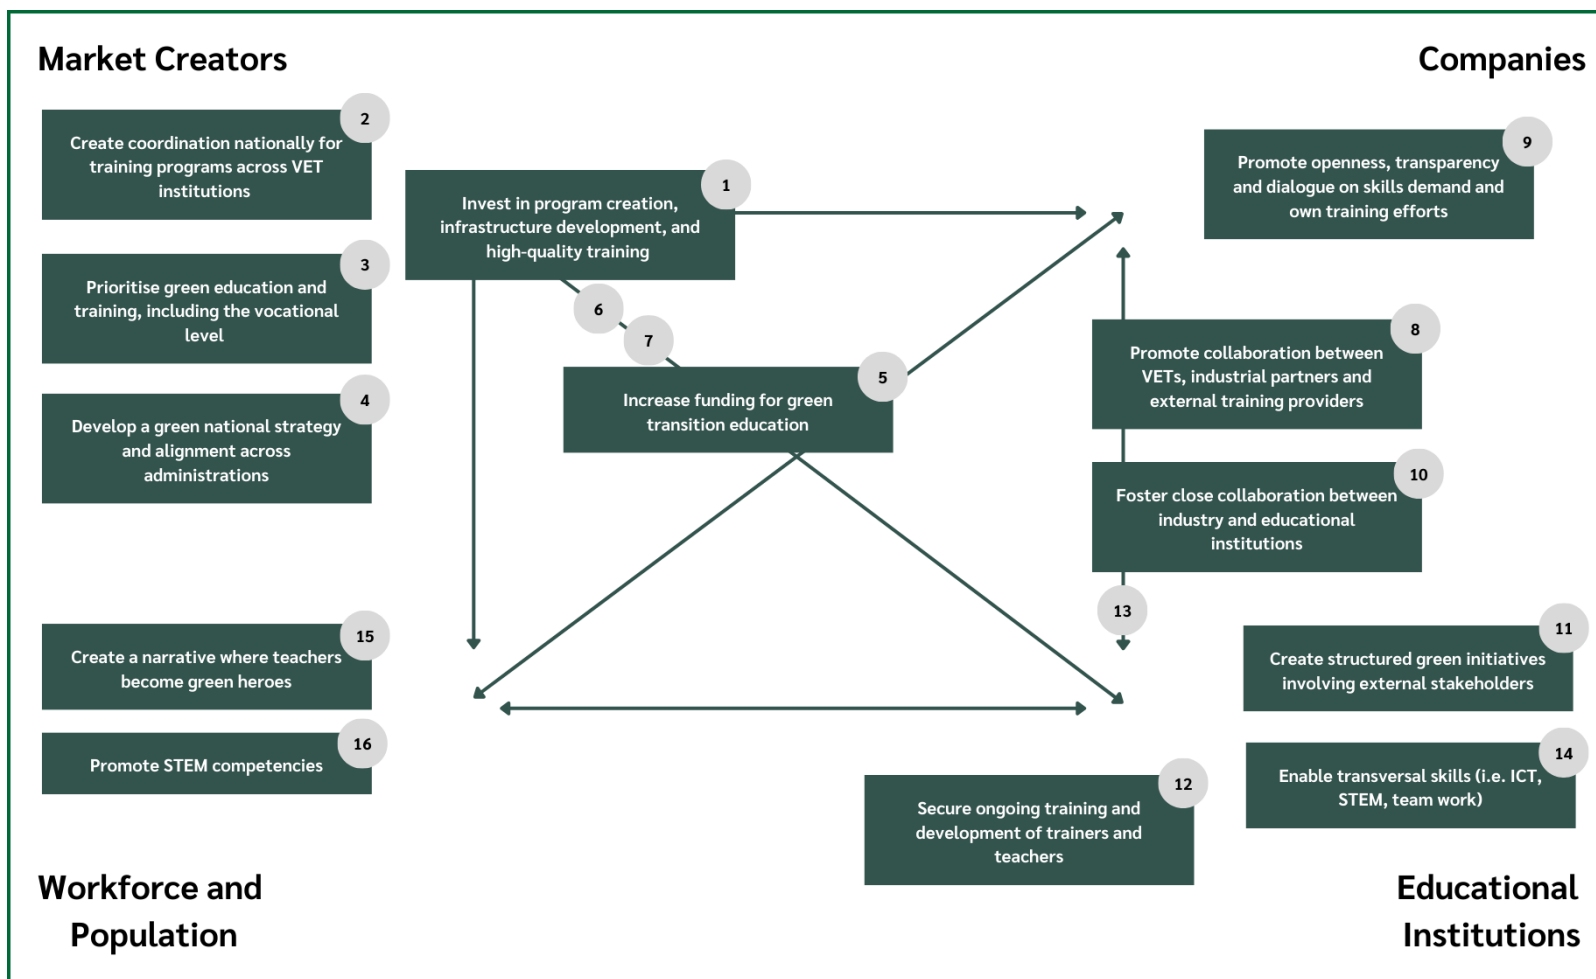 Market Creators
Companies
2
Create coordination nationally for
training programs across VET
institutions
1
Invest in program creation,
infrastructure development, and
high-quality training
9
Promote openness, transparency
and dialogue on skills demand and
own training efforts
3
Prioritise green education and
training, including the vocational
level
6
7
8
Promote collaboration between
VETs, industrial partners and
external training providers
4
Develop a green national strategy
and alignment across
administrations
5
Increase funding for green
transition education
10
Foster close collaboration between
industry and educational
institutions
13
15
Create a narrative where teachers
become green heroes
11
Create structured green initiatives
involving external stakeholders
16
Promote STEM competencies
12
Secure ongoing training and
development of trainers and
teachers
14
Enable transversal skills (i.e. ICT,
STEM, team work)
Workforce and
Population
Educational
Institutions